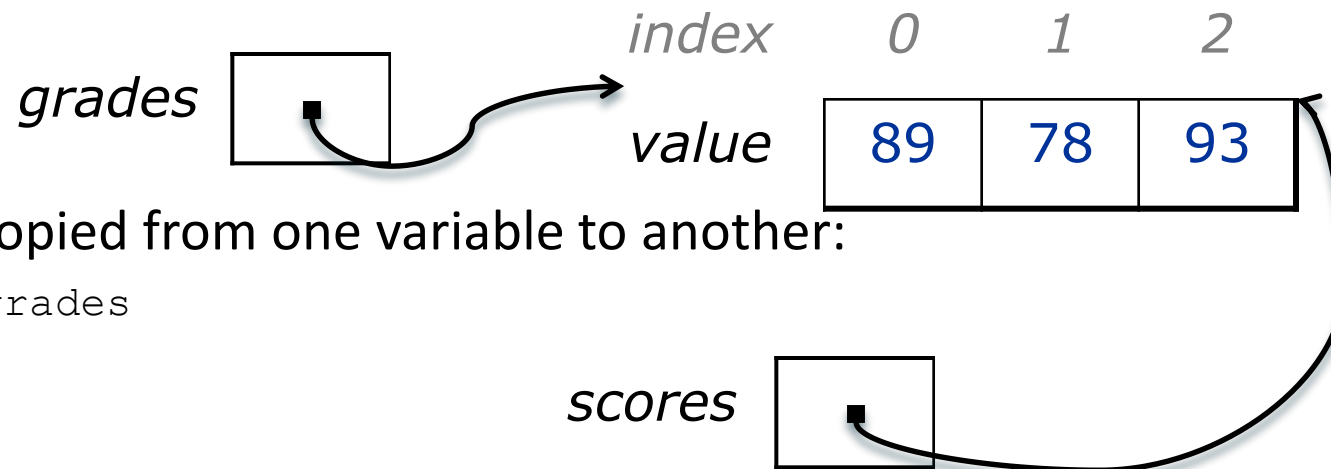 index 0 1 2
grades
value 89 78 93
opied from one variable to another:
rades
scores